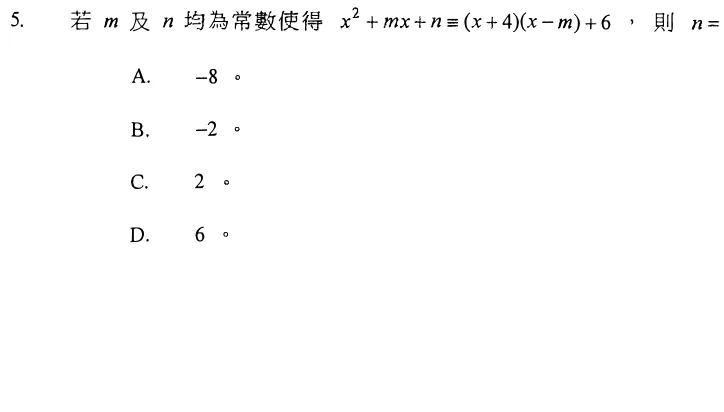 5. 若 m 及 n 均為常數使得 x² + mx + n ≡ (x + 4)(x − m) + 6 ， 則 n =
A. −8 。
B. −2 。
C. 2 。
D. 6 。